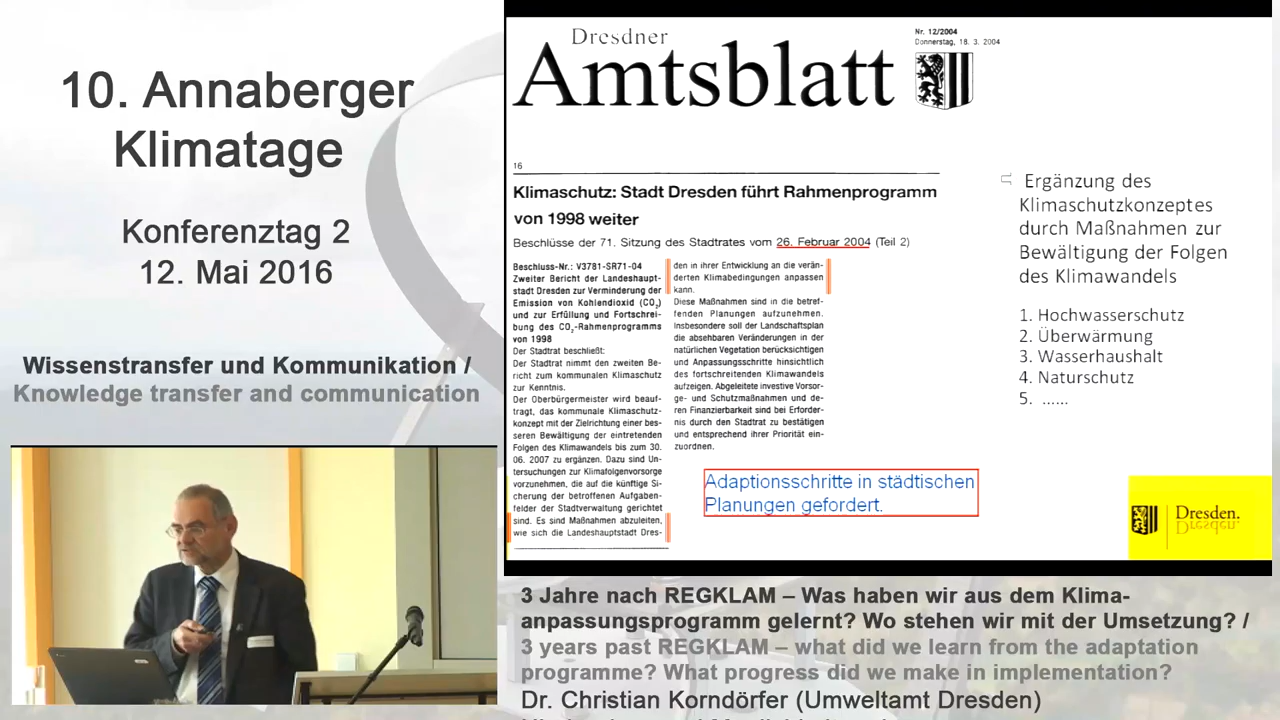 10. Annaberger
Klimatage
Konferenztag 2
12. Mai 2016
Wissenstransfer und Kommunikation /
Knowledge transfer and communication
Dresdner
Amtsblatt
Nr. 12/2004
Donnerstag, 18. 3. 2004
16
Klimaschutz: Stadt Dresden führt Rahmenprogramm
von 1998 weiter
Beschlüsse der 71. Sitzung des Stadtrates vom 26. Februar 2004 (Teil 2)
Beschluss-Nr.: V3781-SR71-04
Zweiter Bericht der Landeshaupt-
stadt Dresden zur Verminderung der
Emission von Kohlendioxid (CO₂)
und zur Erfüllung und Fortschrei-
bung des CO₂-Rahmenprogramms
von 1998
Der Stadtrat beschließt:
Der Stadtrat nimmt den zweiten Be-
richt zum kommunalen Klimaschutz
zur Kenntnis.
Der Oberbürgermeister wird beauf-
tragt, das kommunale Klimaschutz-
konzept mit der Zielrichtung einer bes-
seren Bewältigung der eintretenden
Folgen des Klimawandels bis zum 30.
06. 2007 zu ergänzen. Dazu sind Un-
tersuchungen zur Klimafolgenvorsorge
vorzunehmen, die auf die künftige Si-
cherung der betroffenen Aufgaben-
felder der Stadtverwaltung gerichtet
sind. Es sind Maßnahmen abzuleiten,
wie sich die Landeshauptstadt Dres-
den in ihrer Entwicklung an die verän-
derten Klimabedingungen anpassen
kann.
Diese Maßnahmen sind in die betref-
fenden Planungen aufzunehmen.
Insbesondere soll der Landschaftsplan
die absehbaren Veränderungen in der
natürlichen Vegetation berücksichtigen
und Anpassungsschritte hinsichtlich
des fortschreitenden Klimawandels
aufzeigen. Abgeleitete investive Vorsor-
ge- und Schutzmaßnahmen und de-
ren Finanzierbarkeit sind bei Erforder-
nis durch den Stadtrat zu bestätigen
und entsprechend ihrer Priorität ein-
zuordnen.
Adaptionsschritte in städtischen
Planungen gefordert.
Ergänzung des
Klimaschutzkonzeptes
durch Maßnahmen zur
Bewältigung der Folgen
des Klimawandels
1. Hochwasserschutz
2. Überwärmung
3. Wasserhaushalt
4. Naturschutz
5. ......
Dresden.
Dresden.
3 Jahre nach REGKLAM – Was haben wir aus dem Klima-
anpassungsprogramm gelernt? Wo stehen wir mit der Umsetzung? /
3 years past REGKLAM – what did we learn from the adaptation
programme? What progress did we make in implementation?
Dr. Christian Korndörfer (Umweltamt Dresden)